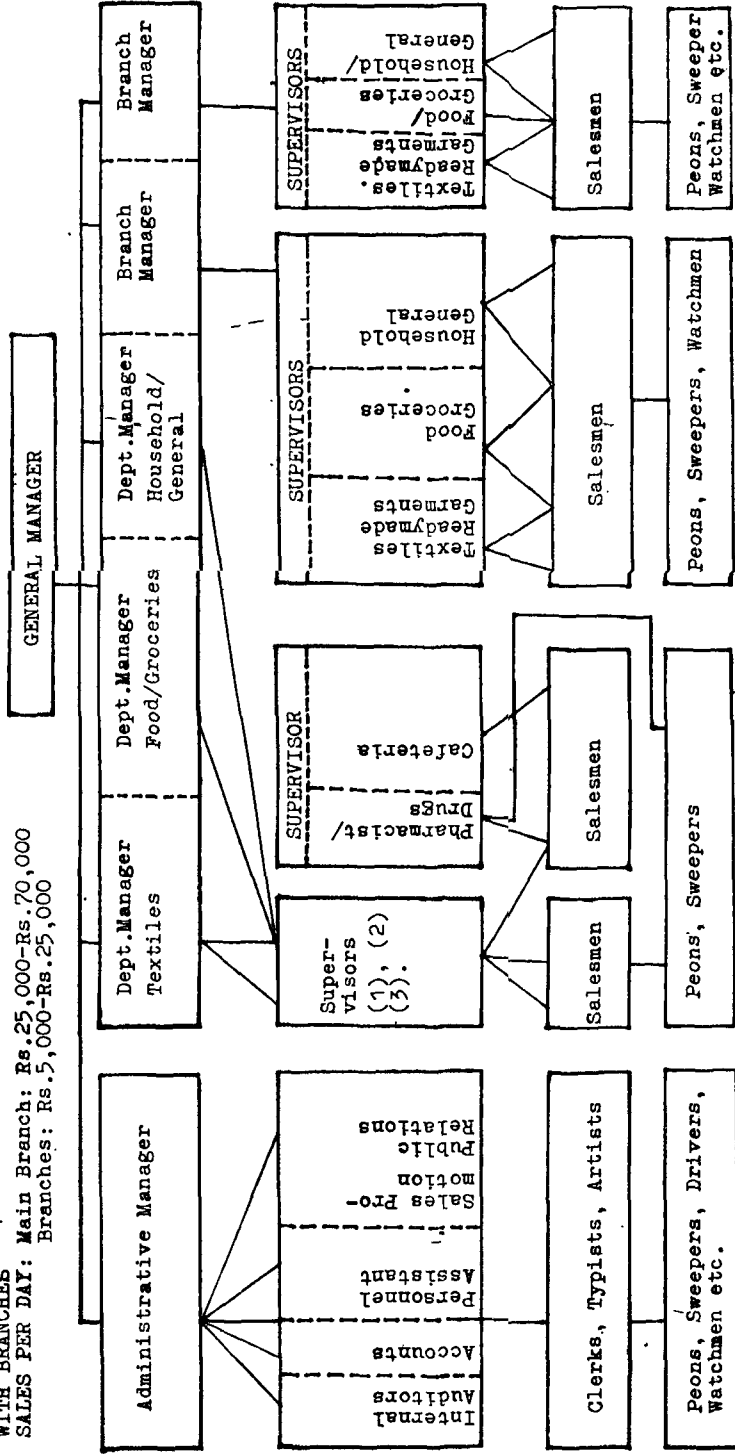 WITH BRANCHES
SALES PER DAY: Main Branch: Rs.25,000-Rs.70,000
Branches: Rs.5,000-Rs.25,000
GENERAL MANAGER
Administrative Manager
Dept.Manager
Textiles
Dept.Manager
Food/Groceries
Dept.Manager
Household/
General
Branch
Manager
Branch
Manager
Internal
Auditors
Accounts
Personnel
Assistant
Sales Pro-
motion
Public
Relations
Super-
visors
(1), (2)
(3).
SUPERVISOR
Pharmacist/
Drugs
Cafeteria
SUPERVISORS
Textiles
Readymade
Garments
Food
Groceries
Household
General
SUPERVISORS
Textiles.
Readymade
Garments
Food/
Groceries
Household/
General
Clerks, Typists, Artists
Salesmen
Salesmen
Salesmen
Salesmen
Peons, Sweepers, Drivers,
Watchmen etc.
Peons, Sweepers
Peons, Sweepers, Watchmen
Peons, Sweeper
Watchmen etc.